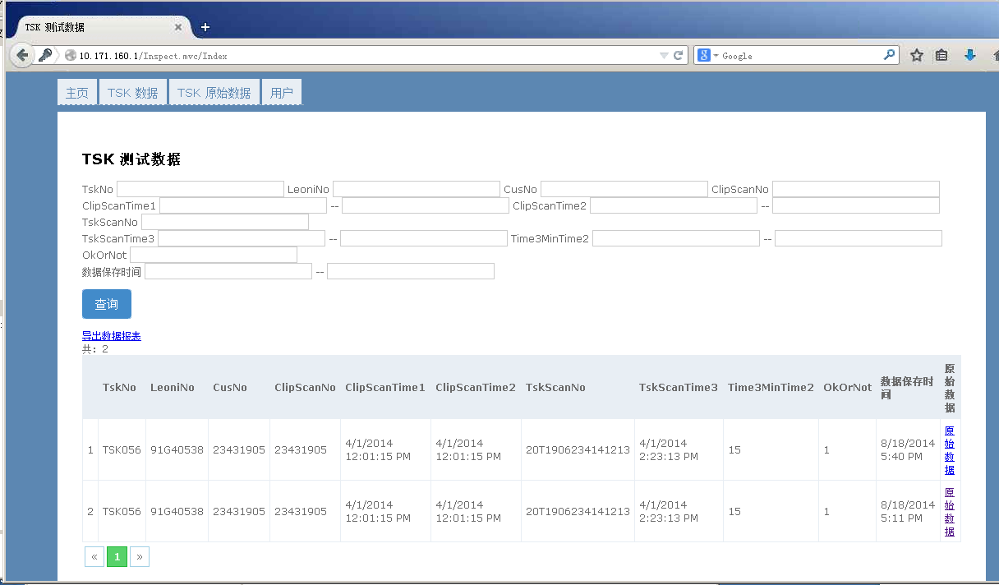 TSK 测试数据
10.171.160.1/Inspect.mvc/Index
Google
主页 TSK 数据 TSK 原始数据 用户
TSK 测试数据
TskNo LeoniNo CusNo ClipScanNo
ClipScanTime1 -- ClipScanTime2 --
TskScanNo
TskScanTime3 -- Time3MinTime2 --
OkOrNot
数据保存时间 --
查询
导出数据报表
共: 2
TskNo LeoniNo CusNo ClipScanNo ClipScanTime1 ClipScanTime2 TskScanNo TskScanTime3 Time3MinTime2 OkOrNot 数据保存时间 原始数据
1 TSK056 91G40538 23431905 23431905 4/1/2014 12:01:15 PM 4/1/2014 12:01:15 PM 20T1906234141213 4/1/2014 2:23:13 PM 15 1 8/18/2014 5:40 PM 原始数据
2 TSK056 91G40538 23431905 23431905 4/1/2014 12:01:15 PM 4/1/2014 12:01:15 PM 20T1906234141213 4/1/2014 2:23:13 PM 15 1 8/18/2014 5:11 PM 原始数据
« 1 »